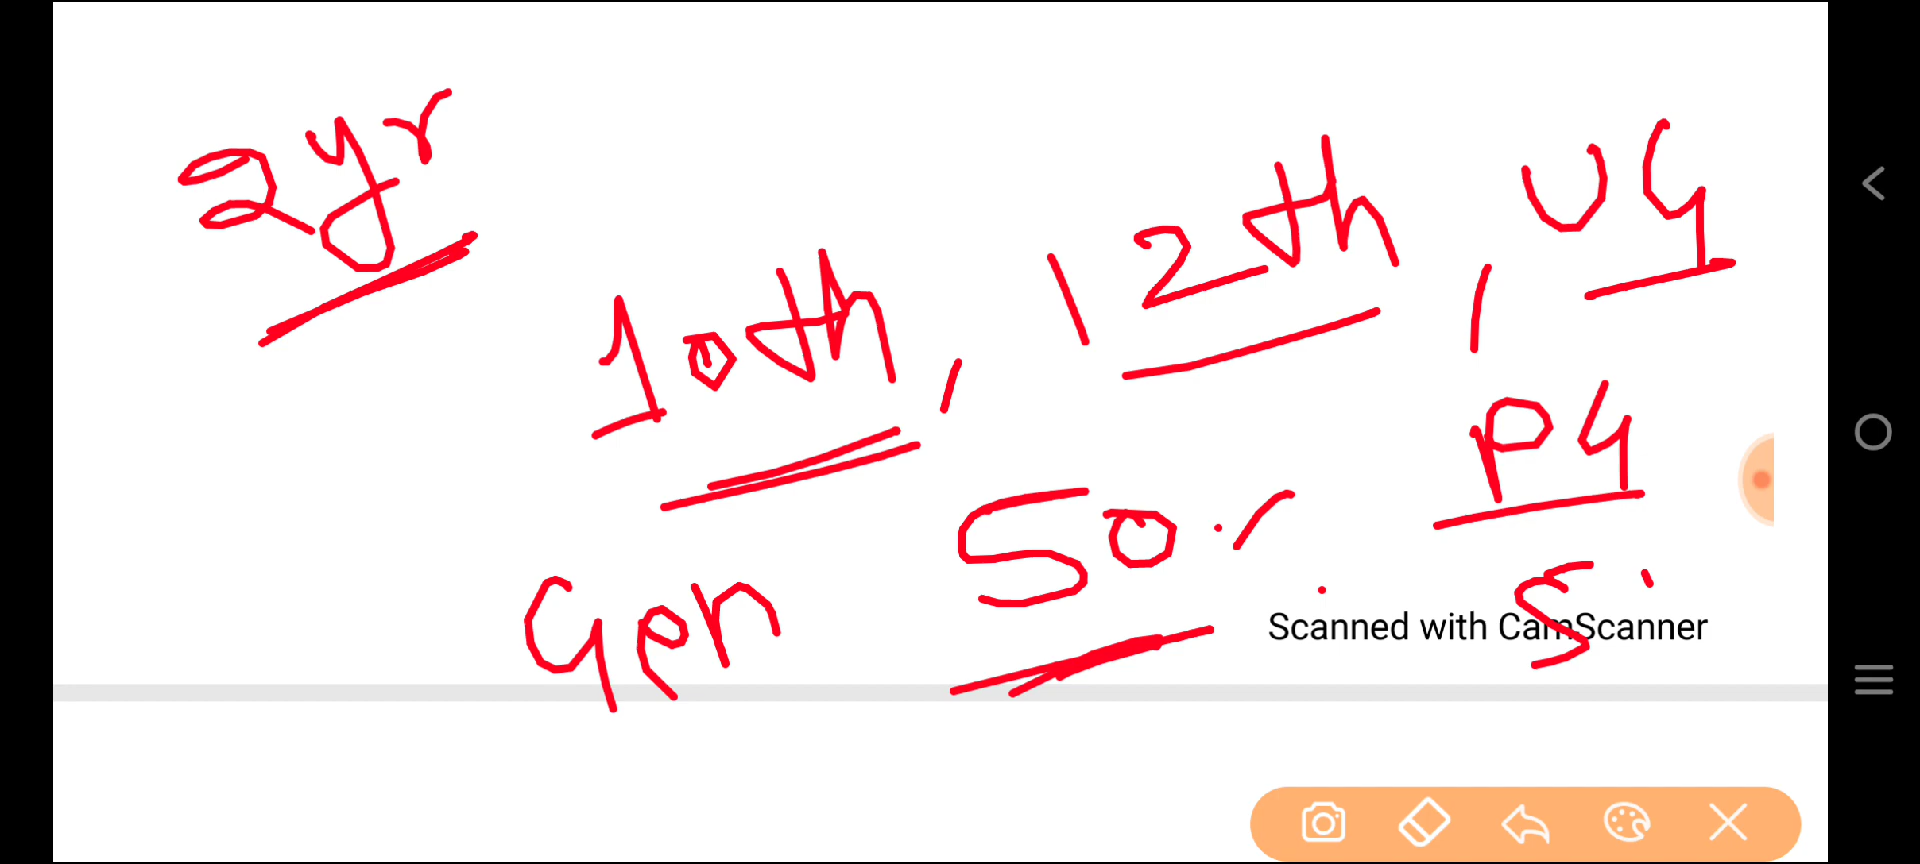 2yr
10th, 12th, UG
PG
Gen 50%
S
Scanned with CamScanner